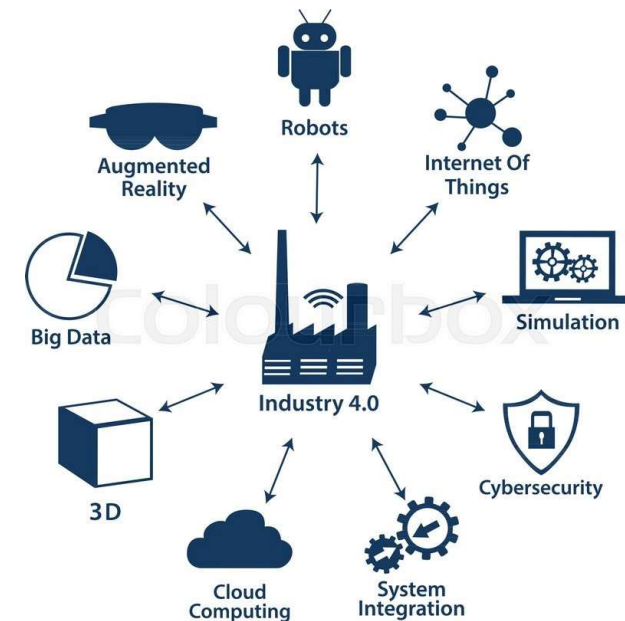 Robots
Augmented
Reality
Internet Of
Things
Big Data
Colourbox
Simulation
Industry 4.0
3D
Cybersecurity
Cloud
Computing
System
Integration